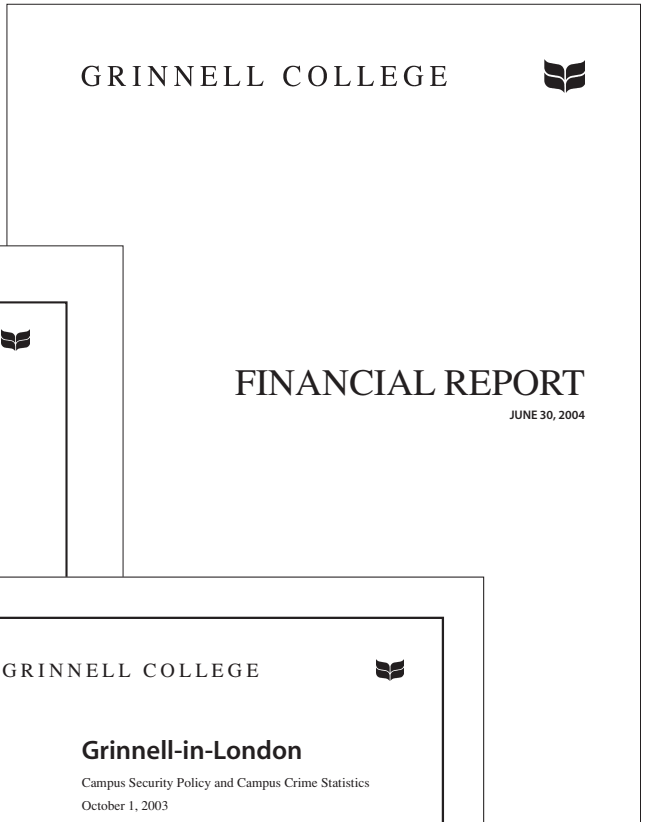 GRINNELL COLLEGE
FINANCIAL REPORT
JUNE 30, 2004
GRINNELL COLLEGE
Grinnell-in-London
Campus Security Policy and Campus Crime Statistics
October 1, 2003